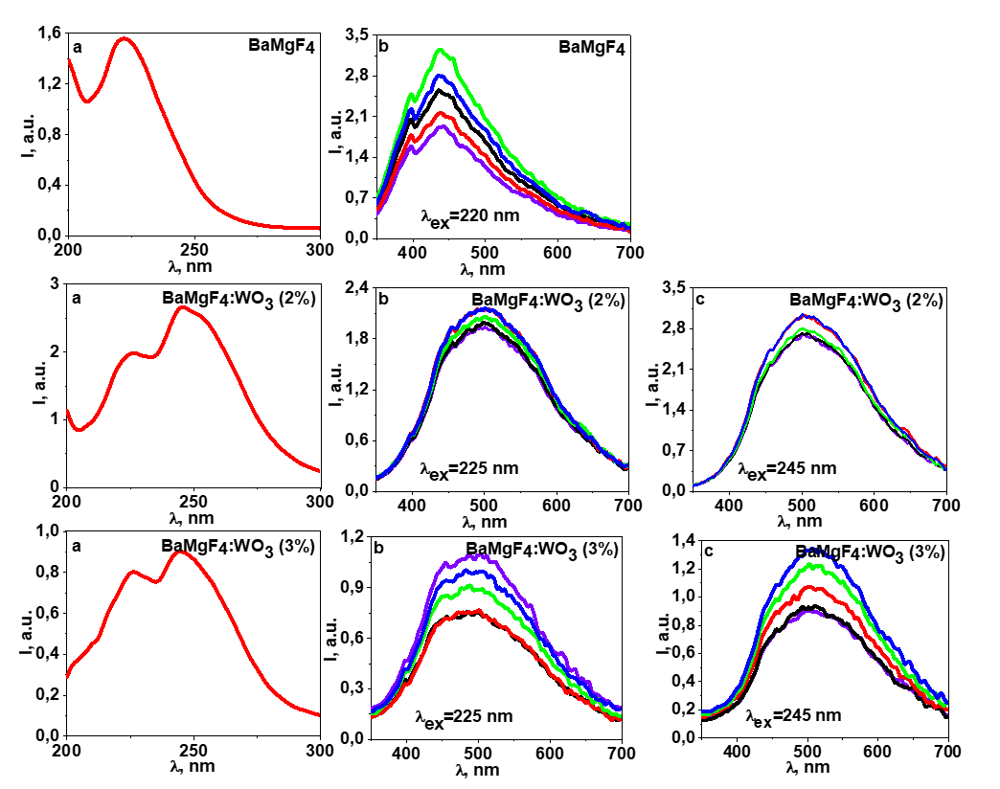 a BaMgF4
I, a.u.
1,6
1,2
0,8
0,4
0,0
200 250 300
λ, nm
b BaMgF4
I, a.u.
3,5
2,8
2,1
1,4
0,7
0,0
λex=220 nm
400 500 600 700
λ, nm
a BaMgF4:WO3 (2%)
I, a.u.
3
2
1
0
200 250 300
λ, nm
b BaMgF4:WO3 (2%)
I, a.u.
2,4
1,8
1,2
0,6
0,0
λex=225 nm
400 500 600 700
λ, nm
c BaMgF4:WO3 (2%)
I, a.u.
3,5
2,8
2,1
1,4
0,7
0,0
λex=245 nm
400 500 600 700
λ, nm
a BaMgF4:WO3 (3%)
I, a.u.
1,0
0,8
0,6
0,4
0,2
0,0
200 250 300
λ, nm
b BaMgF4:WO3 (3%)
I, a.u.
1,2
0,9
0,6
0,3
0,0
λex=225 nm
400 500 600 700
λ, nm
c BaMgF4:WO3 (3%)
I, a.u.
1,4
1,2
1,0
0,8
0,6
0,4
0,2
0,0
λex=245 nm
400 500 600 700
λ, nm